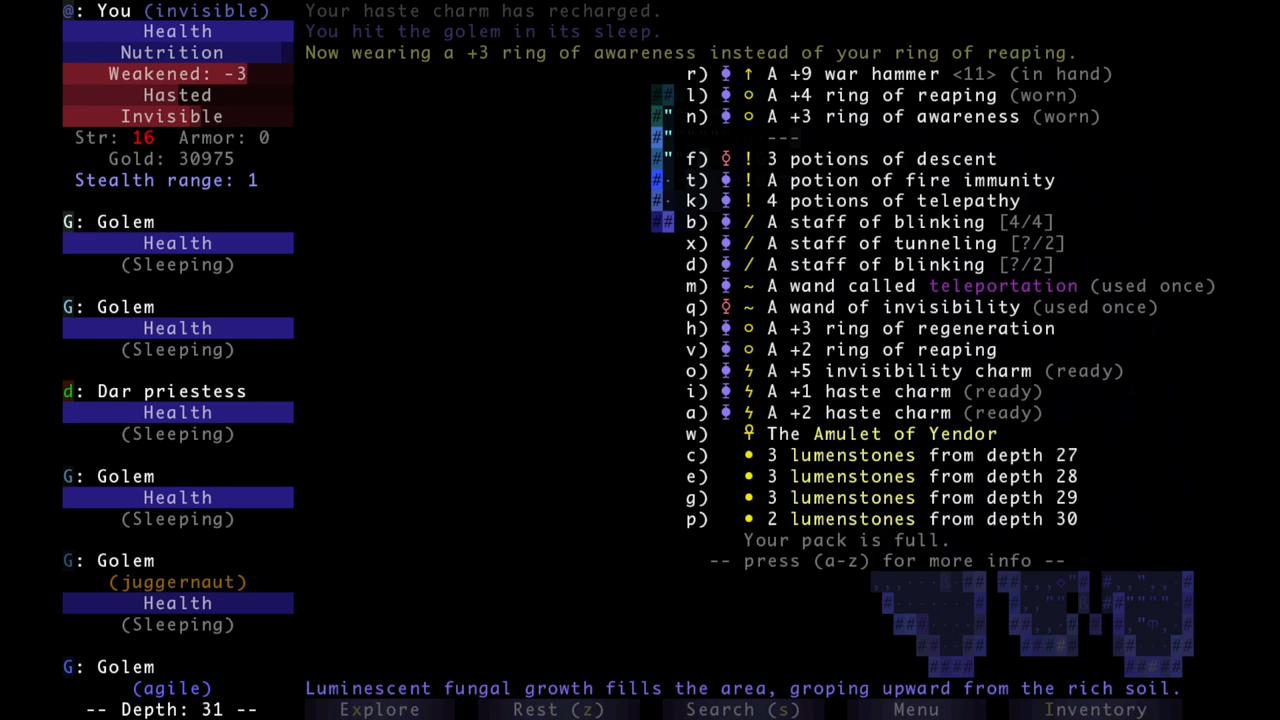 @: You (invisible)
Health
Nutrition
Weakened: -3
Hasted
Invisible
Str: 16 Armor: 0
Gold: 30975
Stealth range: 1
G: Golem
Health
(Sleeping)
G: Golem
Health
(Sleeping)
d: Dar priestess
Health
(Sleeping)
G: Golem
Health
(Sleeping)
G: Golem
(juggernaut)
Health
(Sleeping)
G: Golem
(agile)
-- Depth: 31 --
Your haste charm has recharged.
You hit the golem in its sleep.
Now wearing a +3 ring of awareness instead of your ring of reaping.
r) ↑ A +9 war hammer <11> (in hand)
l) ○ A +4 ring of reaping (worn)
n) ○ A +3 ring of awareness (worn)
---
f) ! 3 potions of descent
t) ! A potion of fire immunity
k) ! 4 potions of telepathy
b) / A staff of blinking [4/4]
x) / A staff of tunneling [?/2]
d) / A staff of blinking [?/2]
m) ~ A wand called teleportation (used once)
q) ~ A wand of invisibility (used once)
h) ○ A +3 ring of regeneration
v) ○ A +2 ring of reaping
o) ϟ A +5 invisibility charm (ready)
i) ϟ A +1 haste charm (ready)
a) ϟ A +2 haste charm (ready)
w) ♀ The Amulet of Yendor
c) • 3 lumenstones from depth 27
e) • 3 lumenstones from depth 28
g) • 3 lumenstones from depth 29
p) • 2 lumenstones from depth 30
Your pack is full.
-- press (a-z) for more info --
Luminescent fungal growth fills the area, groping upward from the rich soil.
Explore Rest (z) Search (s) Menu Inventory